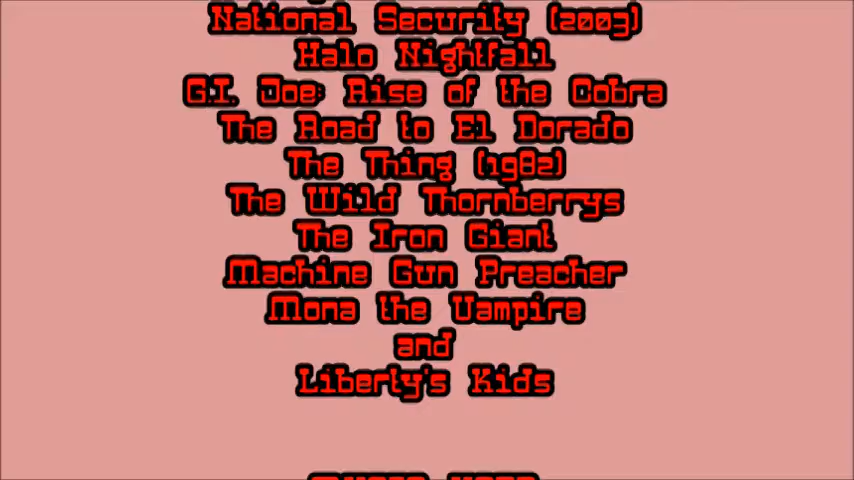 National Security (2003)
Halo Nightfall
G.I. Joe: Rise of the Cobra
The Road to El Dorado
The Thing (1982)
The Wild Thornberrys
The Iron Giant
Machine Gun Preacher
Mona the Vampire
and
Liberty's Kids